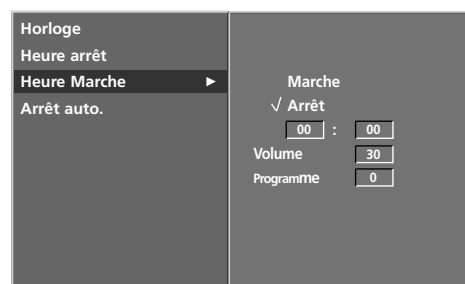 Horloge
Heure arrêt
Heure Marche ►
Arrêt auto.
Marche
√ Arrêt
00 : 00
Volume 30
Programme 0